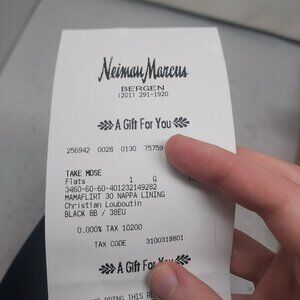 Neiman Marcus
BERGEN
(201) 291-1920
A Gift For You
256942 0028 0130 75759
TAKE MDSE
Flats 1 G
3460-60-60-401232149282
MAMAFLIRT 30 NAPPA LINING
Christian Louboutin
BLACK 8B / 38EU
0.000% TAX 10200
TAX CODE 3100318801
A Gift For You